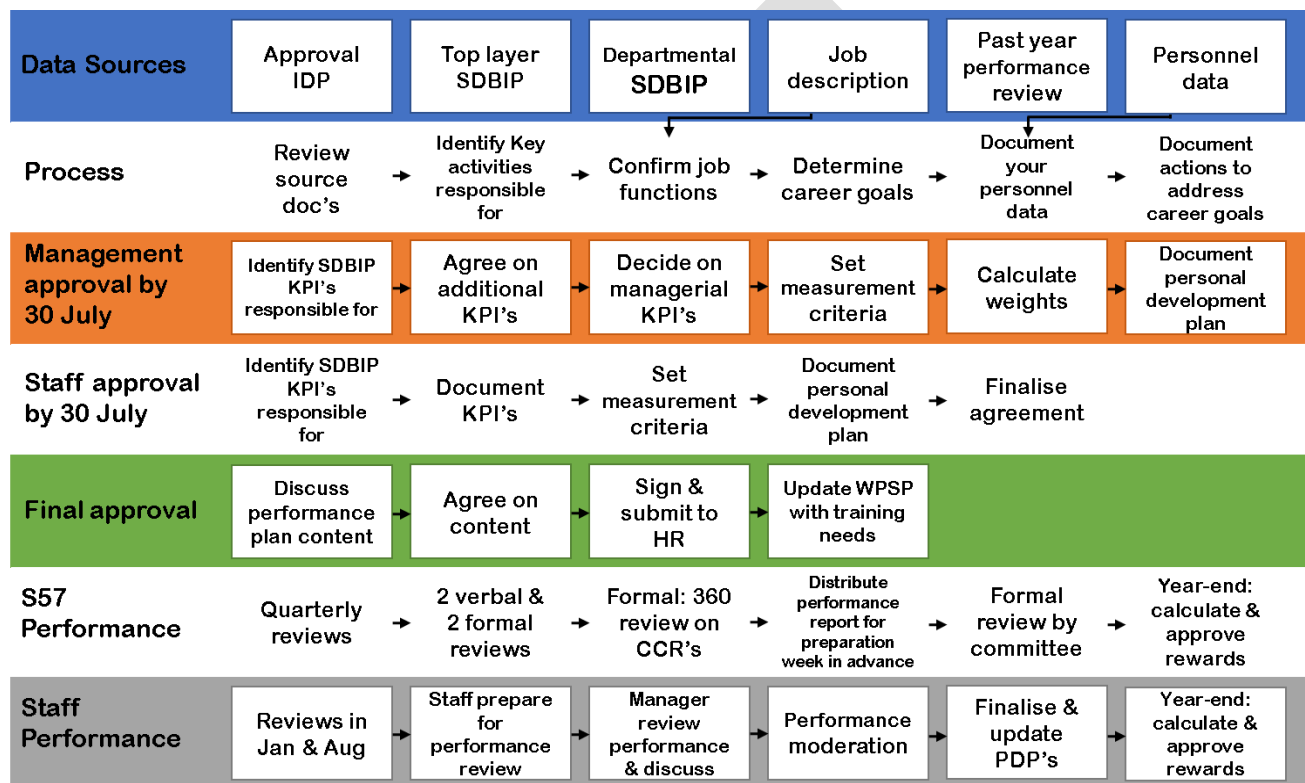 Data Sources
Approval
IDP
Top layer
SDBIP
Departmental
SDBIP
Job
description
Past year
performance
review
Personnel
data
Process
Review
source
doc's
Identify Key
activities
responsible
for
Confirm job
functions
Determine
career goals
Document
your
personnel
data
Document
actions to
address
career goals
Management
approval by
30 July
Identify SDBIP
KPI's
responsible for
Agree on
additional
KPI's
Decide on
managerial
KPI's
Set
measurement
criteria
Calculate
weights
Document
personal
development
plan
Staff approval
by 30 July
Identify SDBIP
KPI's
responsible
for
Document
KPI's
Set
measurement
criteria
Document
personal
development
plan
Finalise
agreement
Final approval
Discuss
performance
plan content
Agree on
content
Sign &
submit to
HR
Update WPSP
with training
needs
S57
Performance
Quarterly
reviews
2 verbal &
2 formal
reviews
Formal: 360
review on
CCR's
Distribute
performance
report for
preparation
week in advance
Formal
review by
committee
Year-end:
calculate &
approve
rewards
Staff
Performance
Reviews in
Jan & Aug
Staff prepare
for
performance
review
Manager
review
performance
& discuss
Performance
moderation
Finalise &
update
PDP's
Year-end:
calculate &
approve
rewards